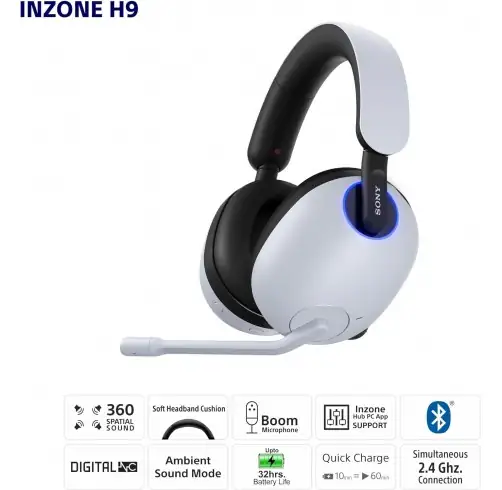 INZONE H9
SONY
360
SPATIAL
SOUND
Soft Headband Cushion
Boom
Microphone
Inzone
Hub PC App
SUPPORT
®
DIGITAL NC
Ambient
Sound Mode
Upto
32hrs.
Battery Life
Quick Charge
10min = 60min
Simultaneous
2.4 Ghz.
Connection